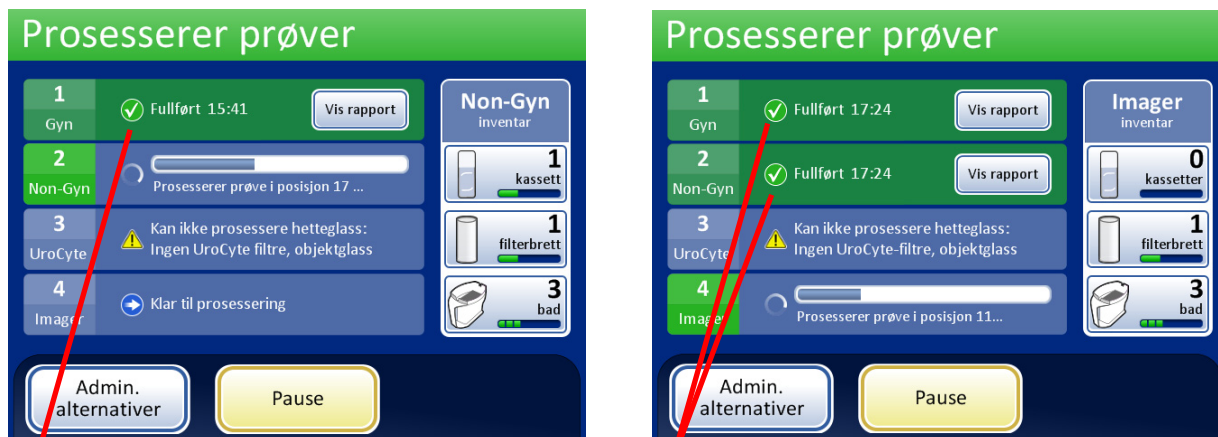 Prosesserer prøver
1
Gyn
Fullført 15:41
Vis rapport
2
Non-Gyn
Prosesserer prøve i posisjon 17 ...
3
UroCyte
Kan ikke prosessere hetteglass:
Ingen UroCyte filtre, objektglass
4
Imager
Klar til prosessering
Non-Gyn
inventar
1
kassett
1
filterbrett
3
bad
Admin.
alternativer
Pause
Prosesserer prøver
1
Gyn
Fullført 17:24
Vis rapport
2
Non-Gyn
Fullført 17:24
Vis rapport
3
UroCyte
Kan ikke prosessere hetteglass:
Ingen UroCyte-filtre, objektglass
4
Imager
Prosesserer prøve i posisjon 11...
Imager
inventar
0
kassetter
1
filterbrett
3
bad
Admin.
alternativer
Pause